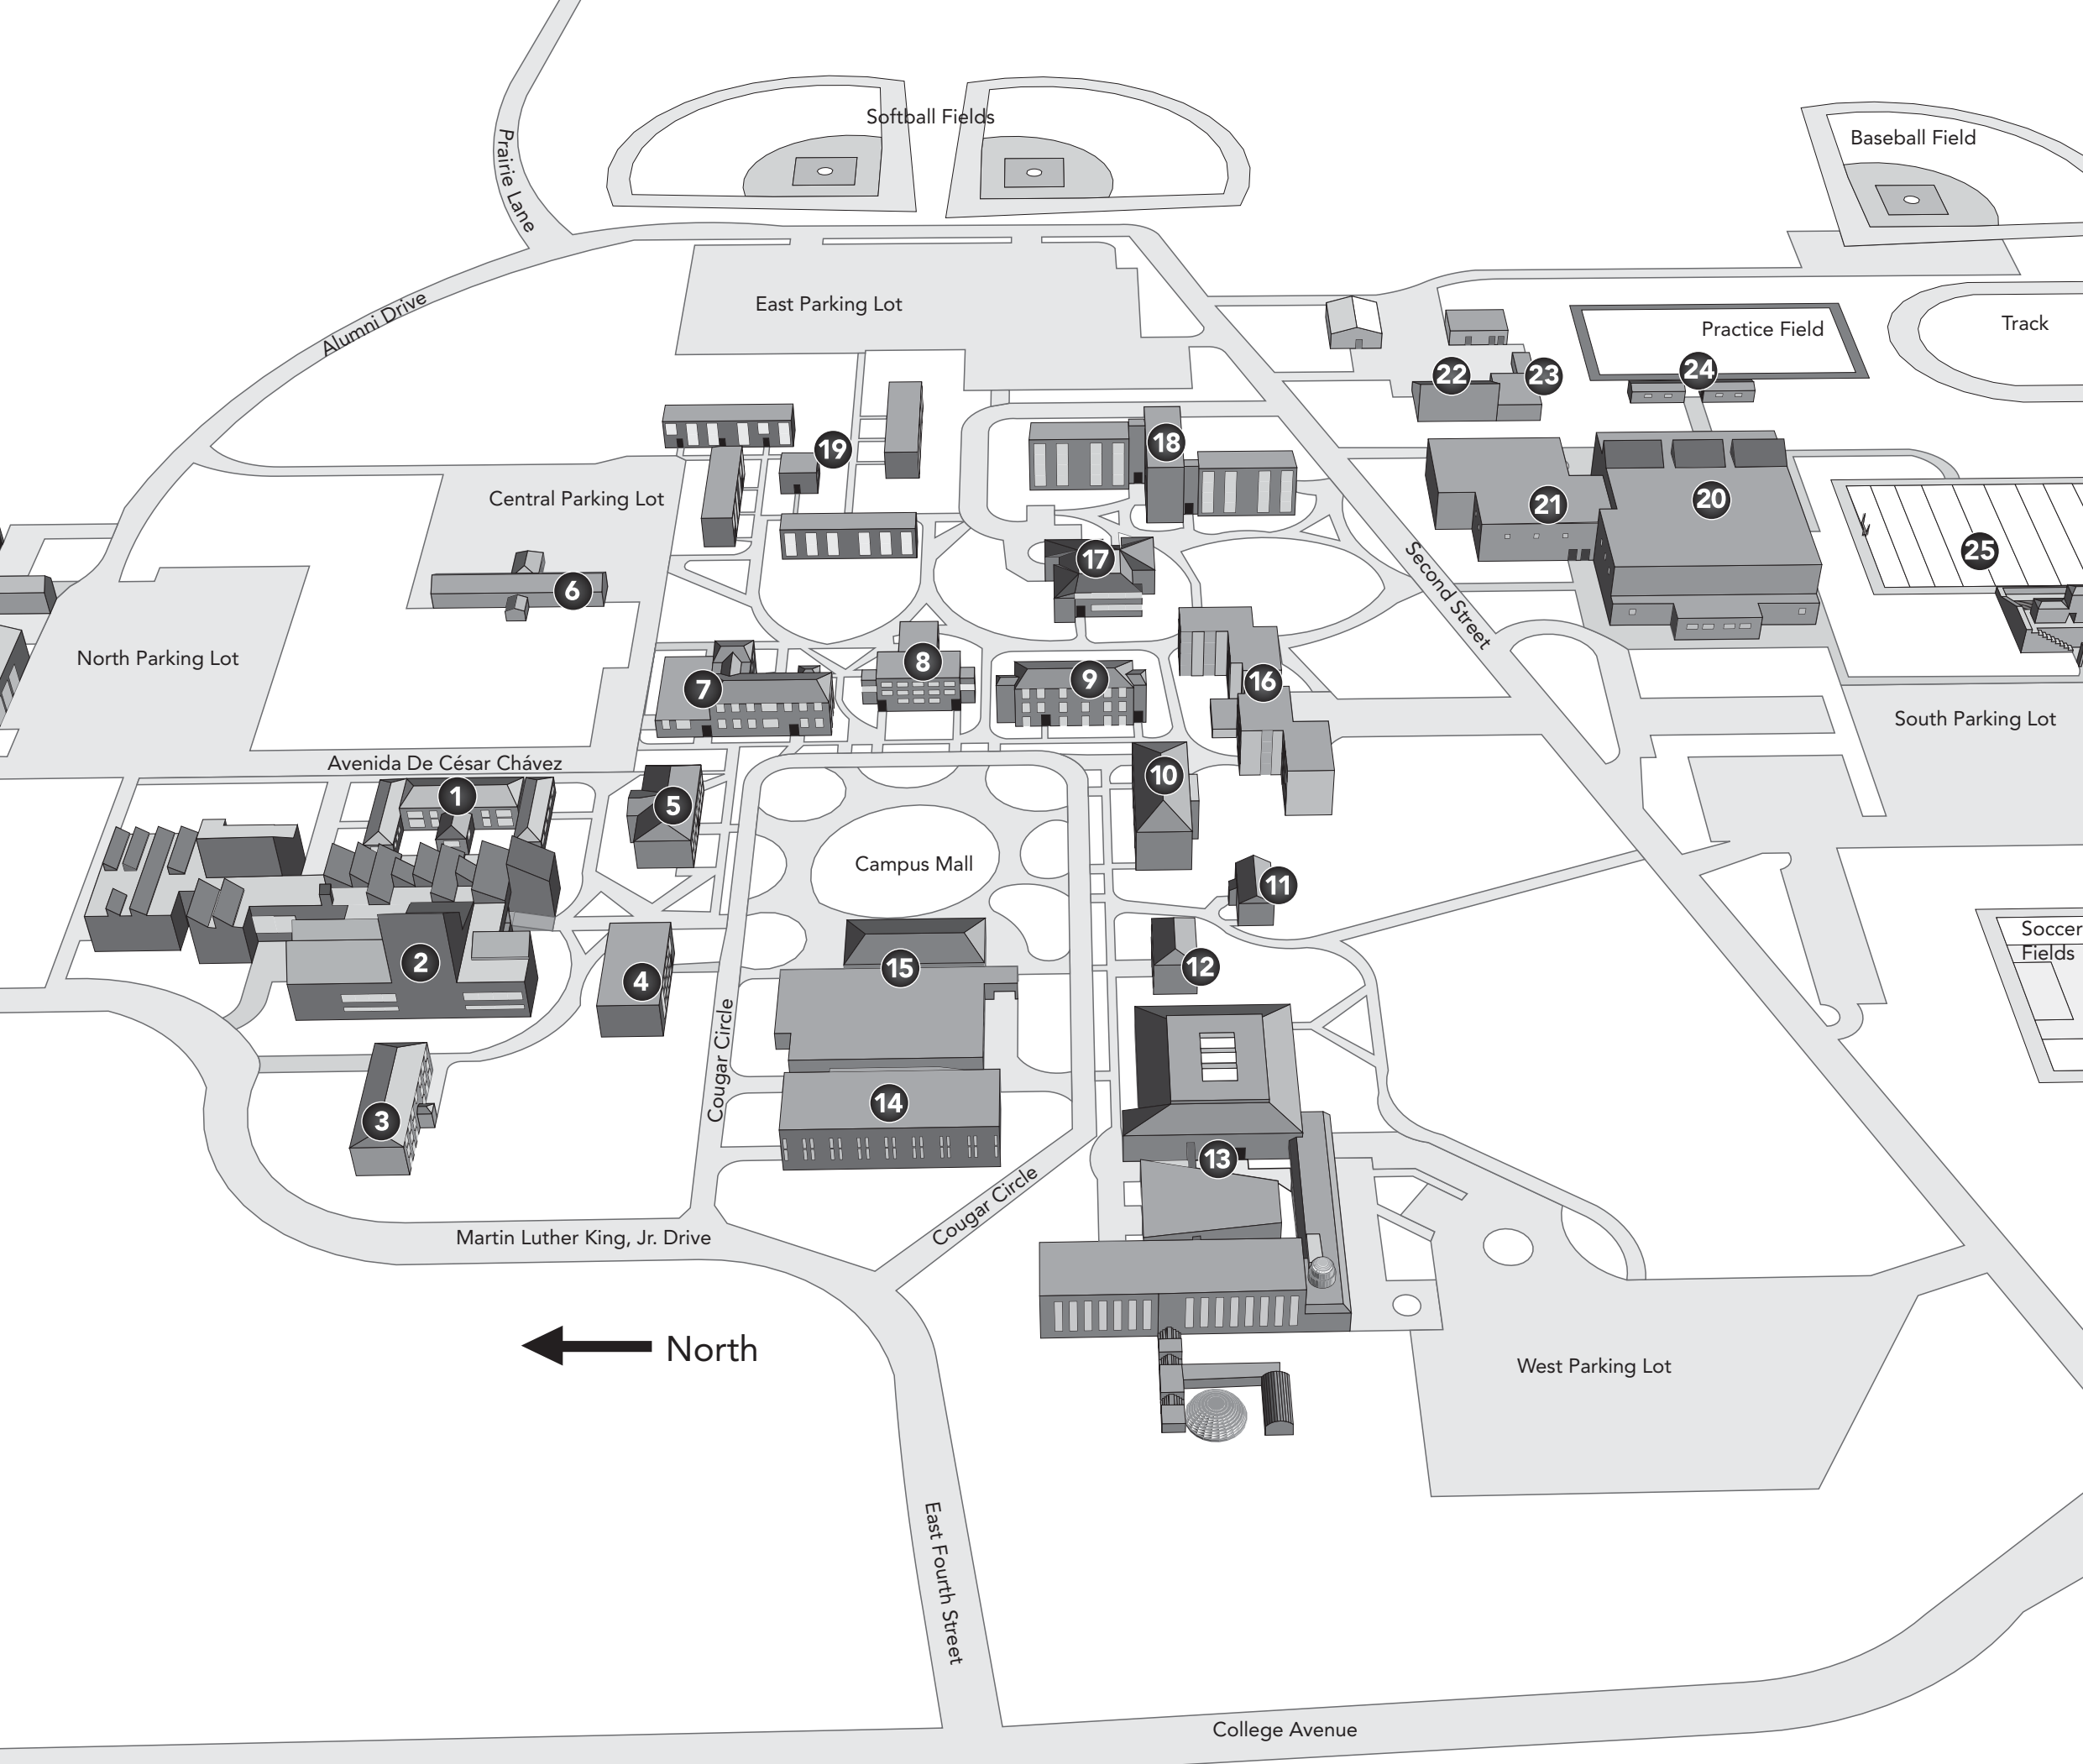 Softball Fields
Baseball Field
Prairie Lane
East Parking Lot
Alumni Drive
Practice Field
Track
22
23
24
18
19
Central Parking Lot
21
20
25
17
6
Second Street
North Parking Lot
8
7
9
16
South Parking Lot
Avenida De César Chávez
1
5
10
Campus Mall
11
Soccer
Fields
2
4
15
12
Cougar Circle
3
14
13
Cougar Circle
Martin Luther King, Jr. Drive
North
West Parking Lot
East Fourth Street
College Avenue